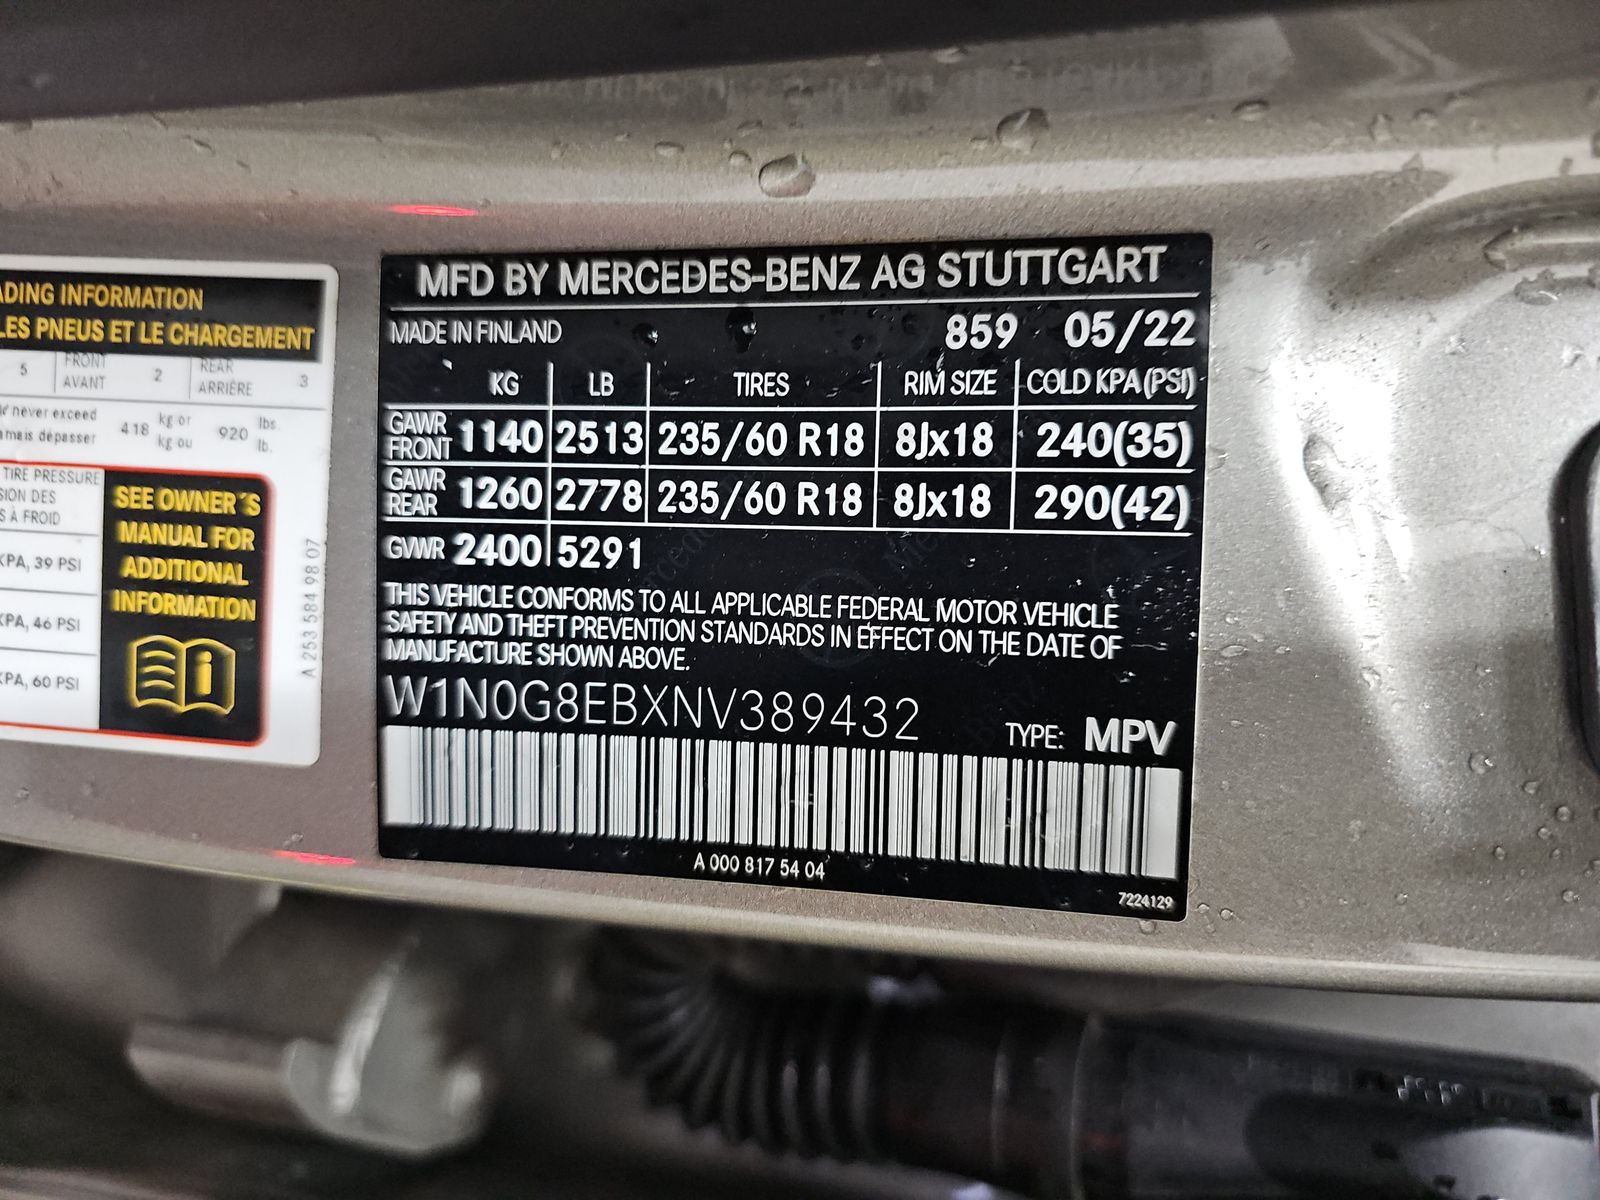 ADING INFORMATION
LES PNEUS ET LE CHARGEMENT
5 FRONT AVANT 2 REAR ARRIÈRE 3
never exceed 418 kg or 920 lbs.
amais dépasser kg ou lb.
TIRE PRESSURE
SION DES
S À FROID
KPA, 39 PSI
KPA, 46 PSI
KPA, 60 PSI
SEE OWNER´S
MANUAL FOR
ADDITIONAL
INFORMATION
A 253 584 98 07
MFD BY MERCEDES-BENZ AG STUTTGART
MADE IN FINLAND 859 05/22
KG LB TIRES RIM SIZE COLD KPA(PSI)
GAWR FRONT 1140 2513 235/60 R18 8Jx18 240(35)
GAWR REAR 1260 2778 235/60 R18 8Jx18 290(42)
GVWR 2400 5291
THIS VEHICLE CONFORMS TO ALL APPLICABLE FEDERAL MOTOR VEHICLE
SAFETY AND THEFT PREVENTION STANDARDS IN EFFECT ON THE DATE OF
MANUFACTURE SHOWN ABOVE.
W1N0G8EBXNV389432 TYPE: MPV
A 000 817 54 04
7224129